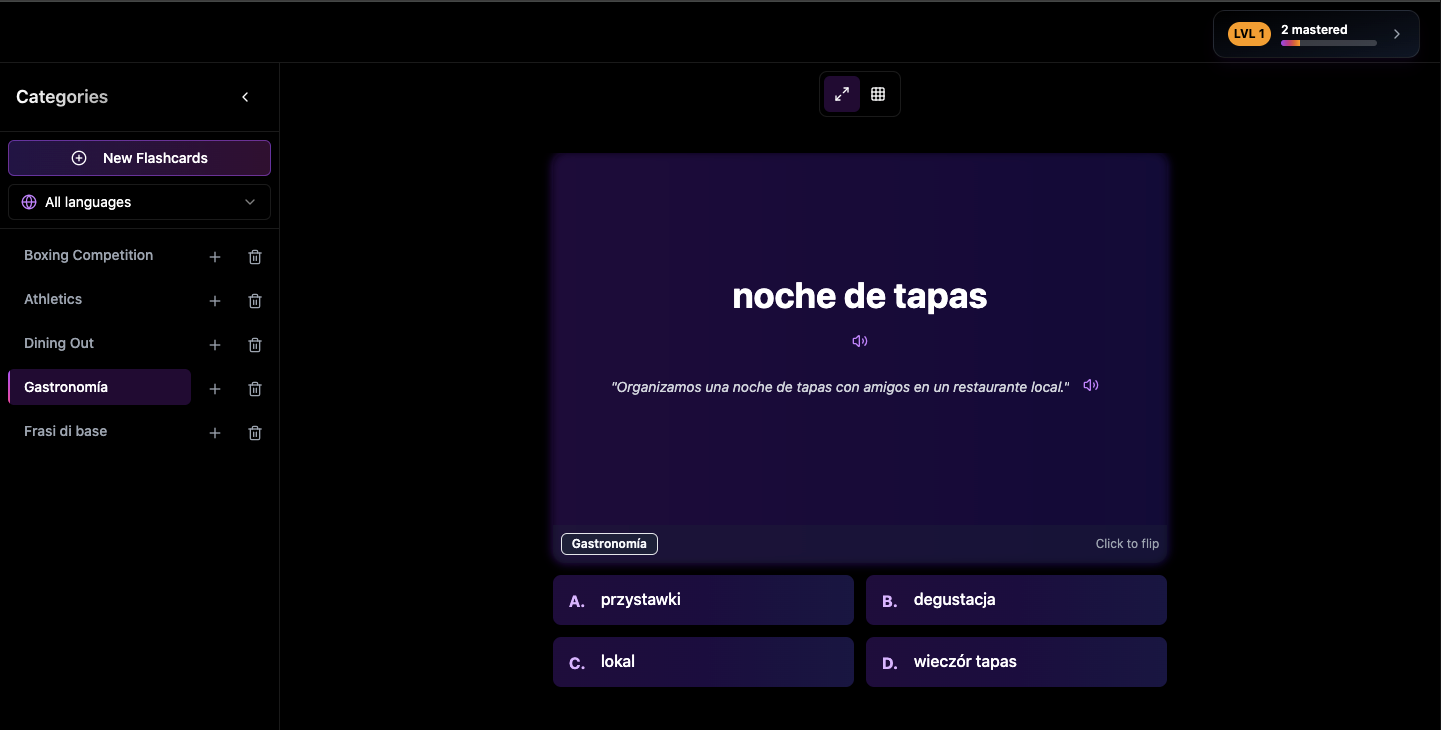 LVL 1
2 mastered
Categories
New Flashcards
All languages
Boxing Competition
Athletics
Dining Out
Gastronomía
Frasi di base
noche de tapas
"Organizamos una noche de tapas con amigos en un restaurante local."
Gastronomía
Click to flip
A. przystawki
B. degustacja
C. lokal
D. wieczór tapas